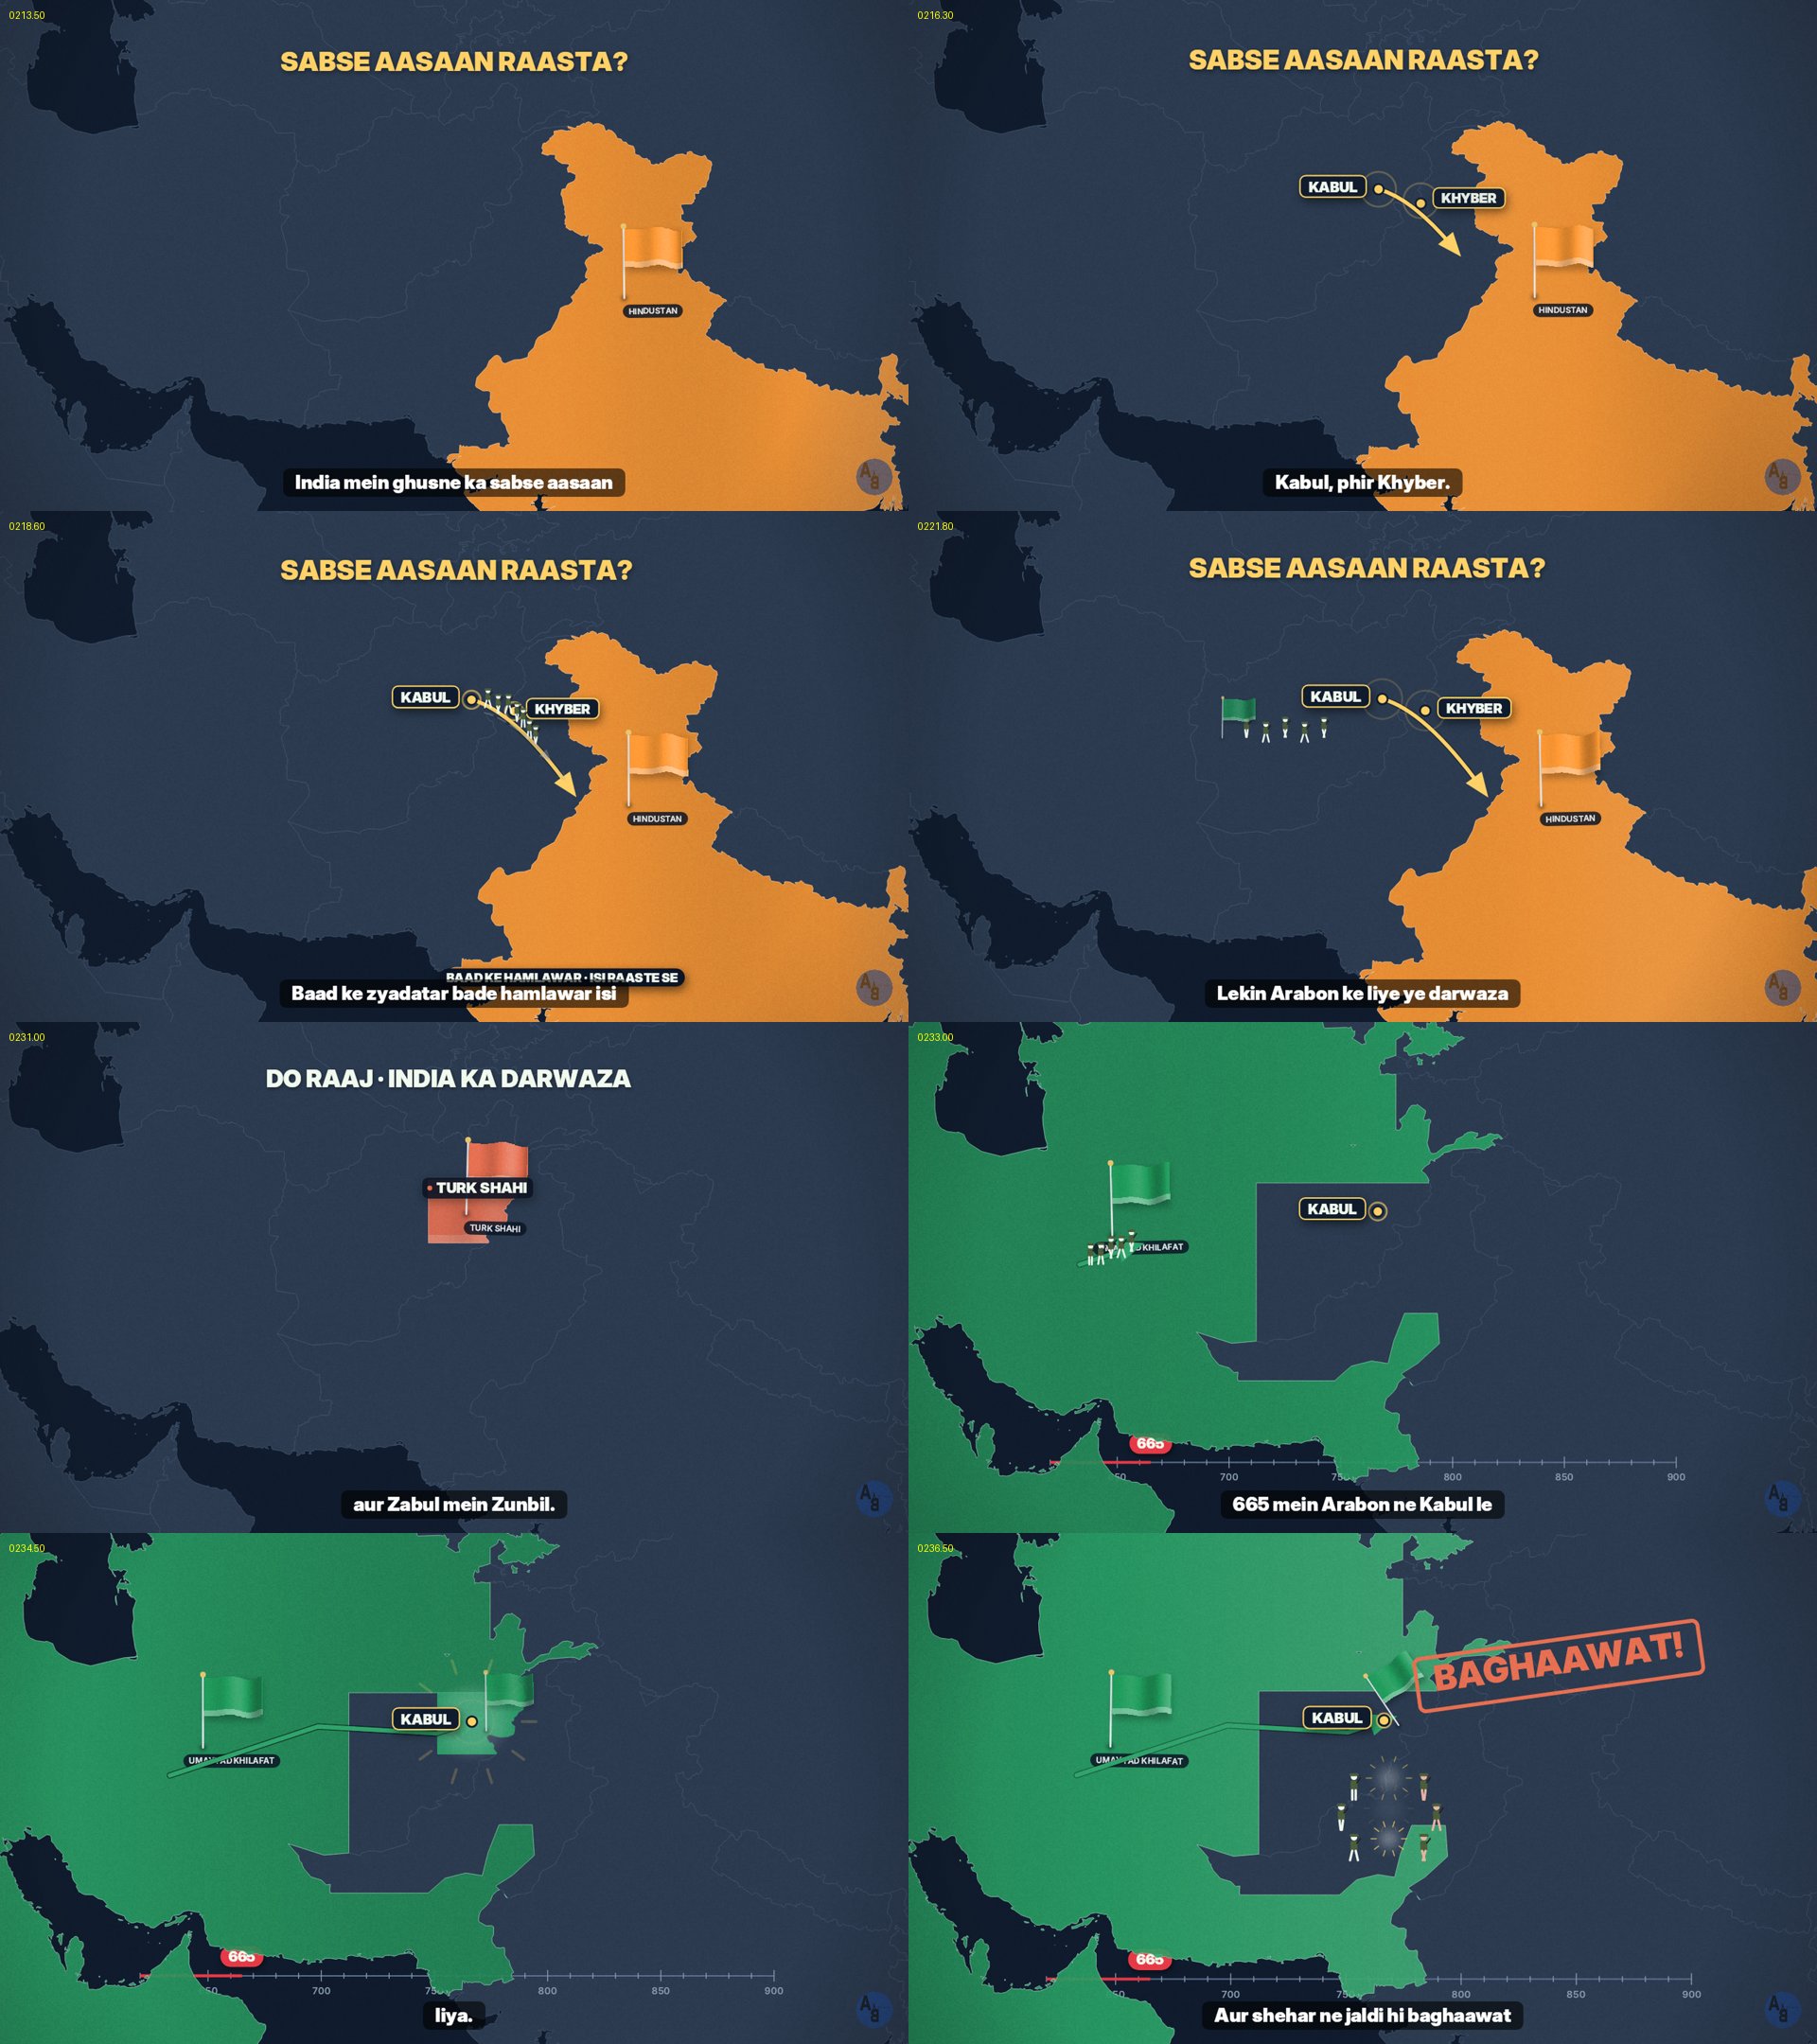 0213.50
SABSE AASAAN RAASTA?
HINDUSTAN
India mein ghusne ka sabse aasaan
0216.30
SABSE AASAAN RAASTA?
KABUL
KHYBER
HINDUSTAN
Kabul, phir Khyber.
0218.60
SABSE AASAAN RAASTA?
KABUL
KHYBER
HINDUSTAN
BAAD KE HAMLAWAR · ISI RAASTE SE
Baad ke zyadatar bade hamlawar isi
0221.80
SABSE AASAAN RAASTA?
KABUL
KHYBER
HINDUSTAN
Lekin Arabon ke liye ye darwaza
0231.00
DO RAAJ · INDIA KA DARWAZA
TURK SHAHI
TURK SHAHI
aur Zabul mein Zunbil.
0233.00
KABUL
KHILAFAT
665
700 800 850 900
665 mein Arabon ne Kabul le
0234.50
KABUL
KHILAFAT
665
700 800 850 900
liya.
0236.50
BAGHAAWAT!
KABUL
KHILAFAT
665
700 800 850 900
Aur shehar ne jaldi hi baghaawat